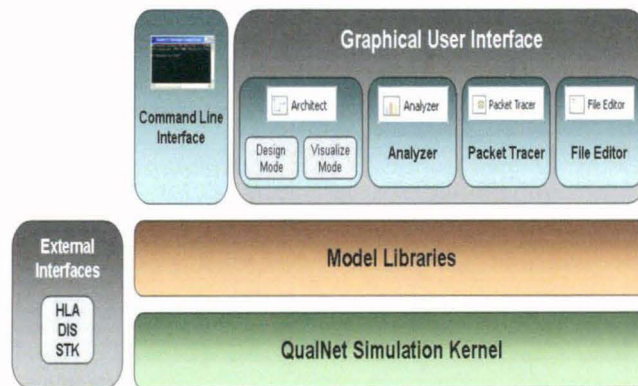 Graphical User Interface
Command Line
Interface
Architect
Design
Mode
Visualize
Mode
Analyzer
Analyzer
Packet Tracer
Packet Tracer
File Editor
File Editor
External
Interfaces
HLA
DIS
STK
Model Libraries
QualNet Simulation Kernel